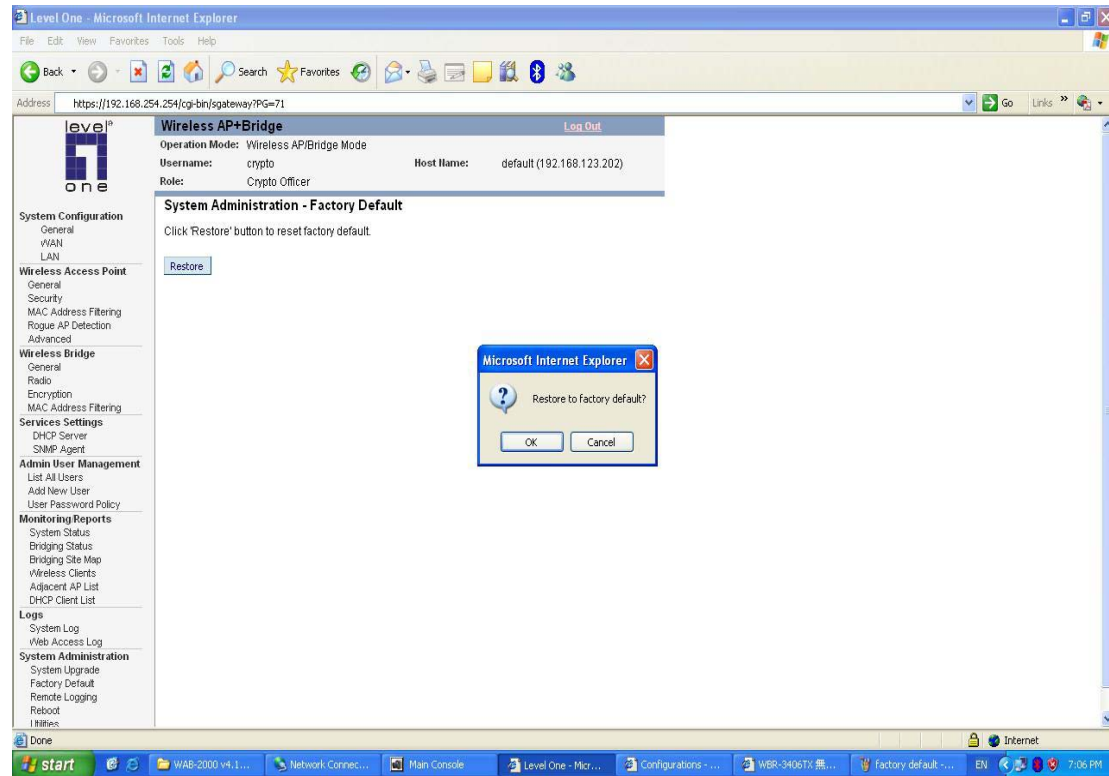 Level One - Microsoft Internet Explorer
File Edit View Favorites Tools Help
Back Search Favorites
Address https://192.168.254.254/cgi-bin/sgateway?PG=71 Go Links »
level®
one
Wireless AP+Bridge Log Out
Operation Mode: Wireless AP/Bridge Mode
Username: crypto Host Name: default (192.168.123.202)
Role: Crypto Officer
System Administration - Factory Default
Click 'Restore' button to reset factory default.
Restore
System Configuration
General
WAN
LAN
Wireless Access Point
General
Security
MAC Address Filtering
Rogue AP Detection
Advanced
Wireless Bridge
General
Radio
Encryption
MAC Address Filtering
Services Settings
DHCP Server
SNMP Agent
Admin User Management
List All Users
Add New User
User Password Policy
Monitoring/Reports
System Status
Bridging Status
Bridging Site Map
Wireless Clients
Adjacent AP List
DHCP Client List
Logs
System Log
Web Access Log
System Administration
System Upgrade
Factory Default
Remote Logging
Reboot
Utilities
Microsoft Internet Explorer
Restore to factory default?
OK Cancel
Done Internet
start WAB-2000 v4.1... Network Connec... Main Console Level One - Micr... Configurations - ... WBR-3406TX 無... factory default -... EN 7:06 PM